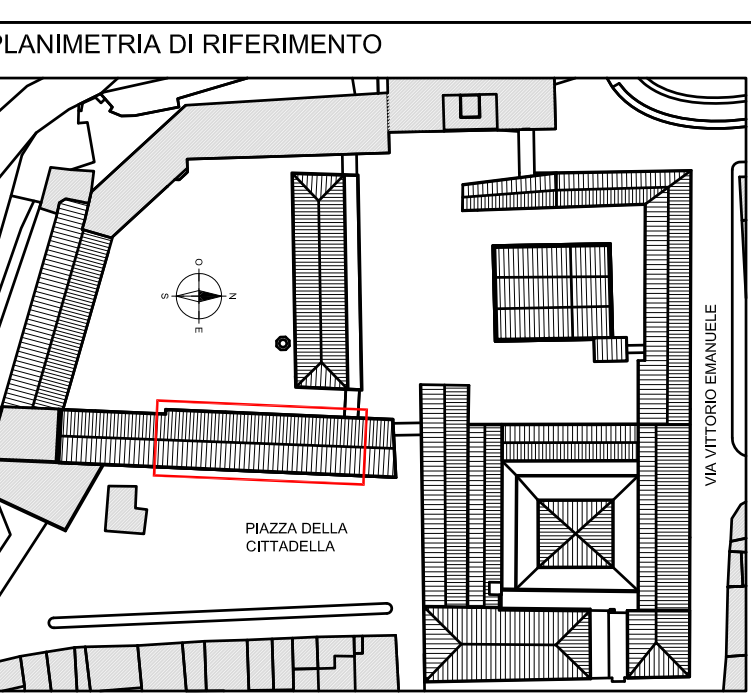 PLANIMETRIA DI RIFERIMENTO
O
S
N
E
VIA VITTORIO EMANUELE
PIAZZA DELLA
CITTADELLA